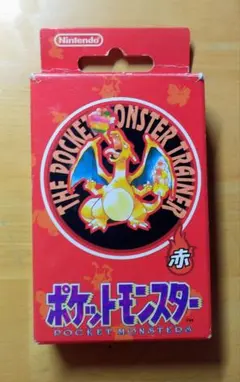 Nintendo
THE POCKET MONSTER TRAINER
赤
ポケットモンスター
POCKET MONSTERS